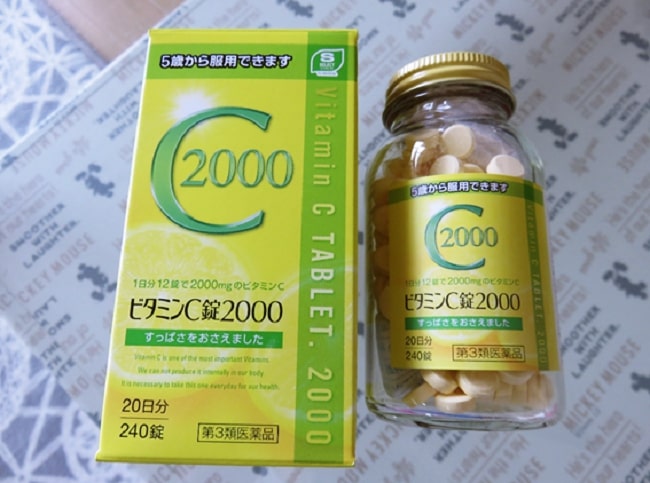 5歳から服用できます
S
SELECT
C2000
Vitamin C TABLET. 2000
1日分12錠で2000mgのビタミンC
ビタミンC錠2000
すっぱさをおさえました
Vitamin C is one of the most important Vitamins.
We can not produce it internally in our body.
It is necessary to take this one everyday for our health.
20日分
240錠
第3類医薬品
5歳から服用できます
C2000
1日分12錠で2000mgのビタミンC
ビタミンC錠2000
すっぱさをおさえました
20日分
240錠
第3類医薬品
SMOOTHER
WITH
LAUGHTER.
MICKEY MOUSE